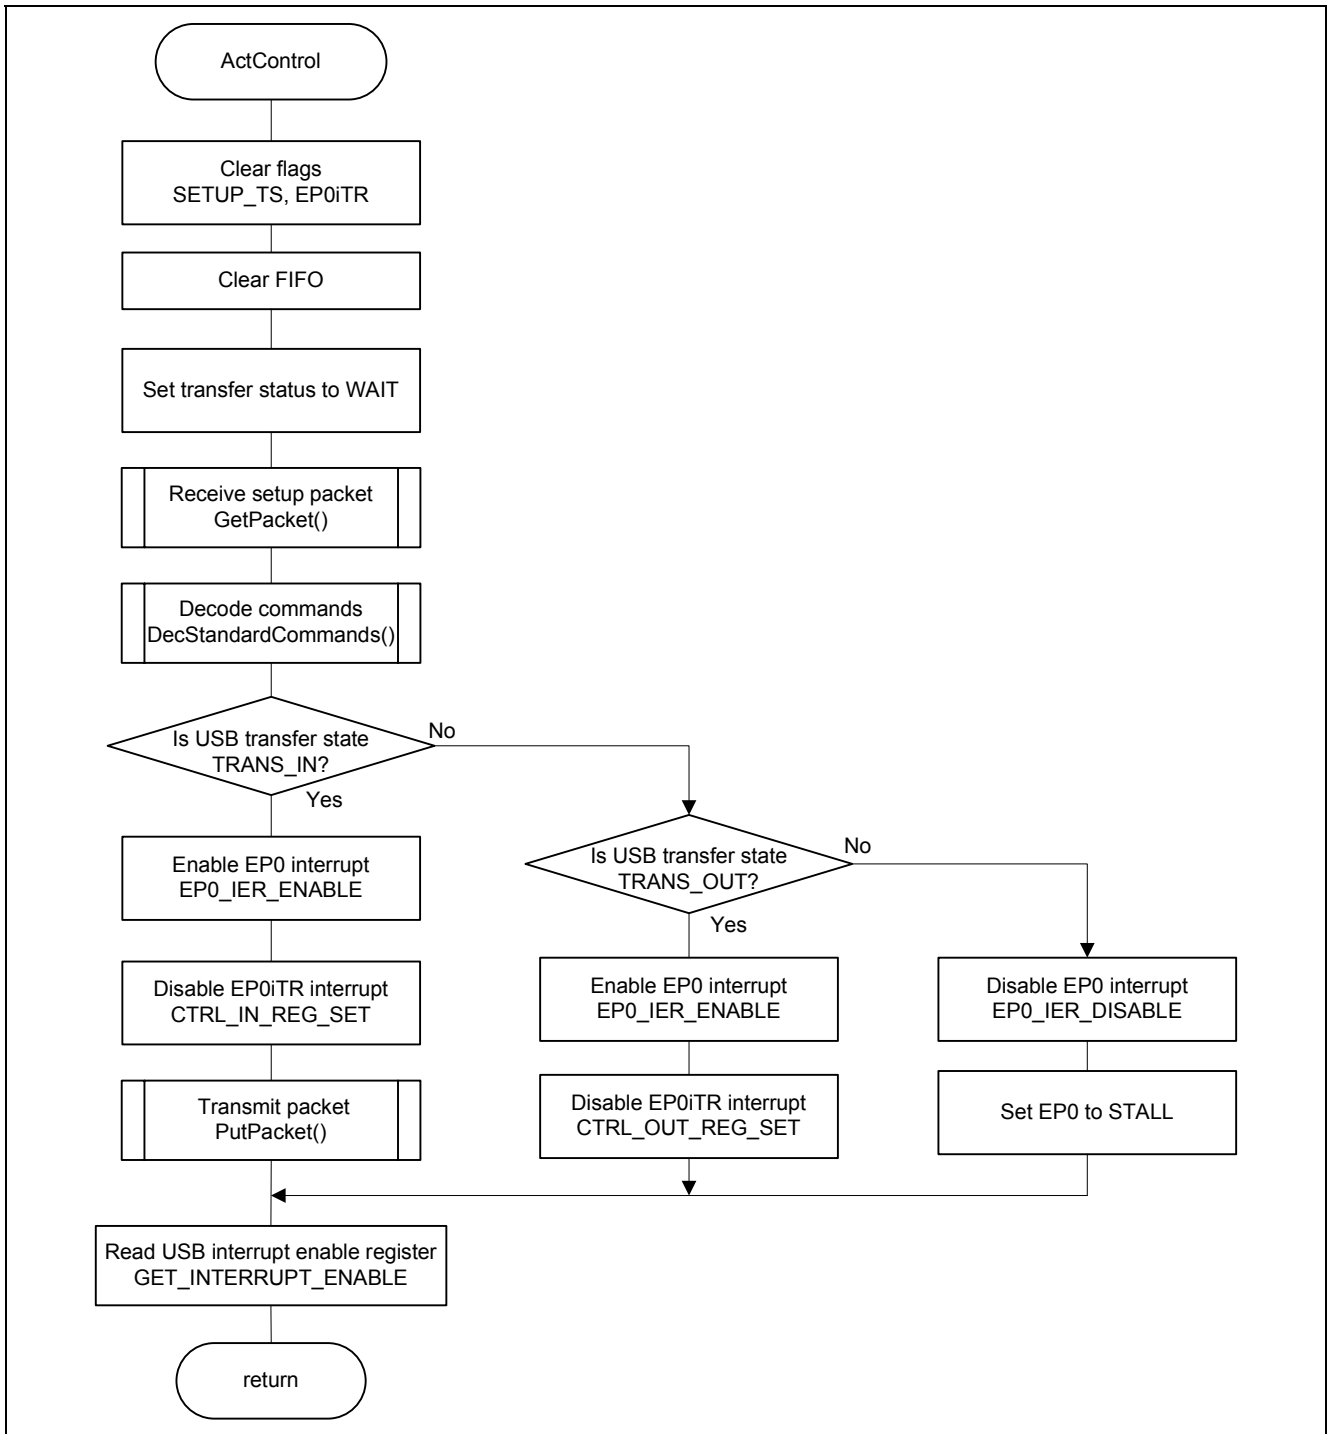 ActControl
Clear flags
SETUP_TS, EP0iTR
Clear FIFO
Set transfer status to WAIT
Receive setup packet
GetPacket()
Decode commands
DecStandardCommands()
Is USB transfer state
TRANS_IN?
No
Yes
Enable EP0 interrupt
EP0_IER_ENABLE
Disable EP0iTR interrupt
CTRL_IN_REG_SET
Transmit packet
PutPacket()
Is USB transfer state
TRANS_OUT?
No
Yes
Enable EP0 interrupt
EP0_IER_ENABLE
Disable EP0iTR interrupt
CTRL_OUT_REG_SET
Disable EP0 interrupt
EP0_IER_DISABLE
Set EP0 to STALL
Read USB interrupt enable register
GET_INTERRUPT_ENABLE
return